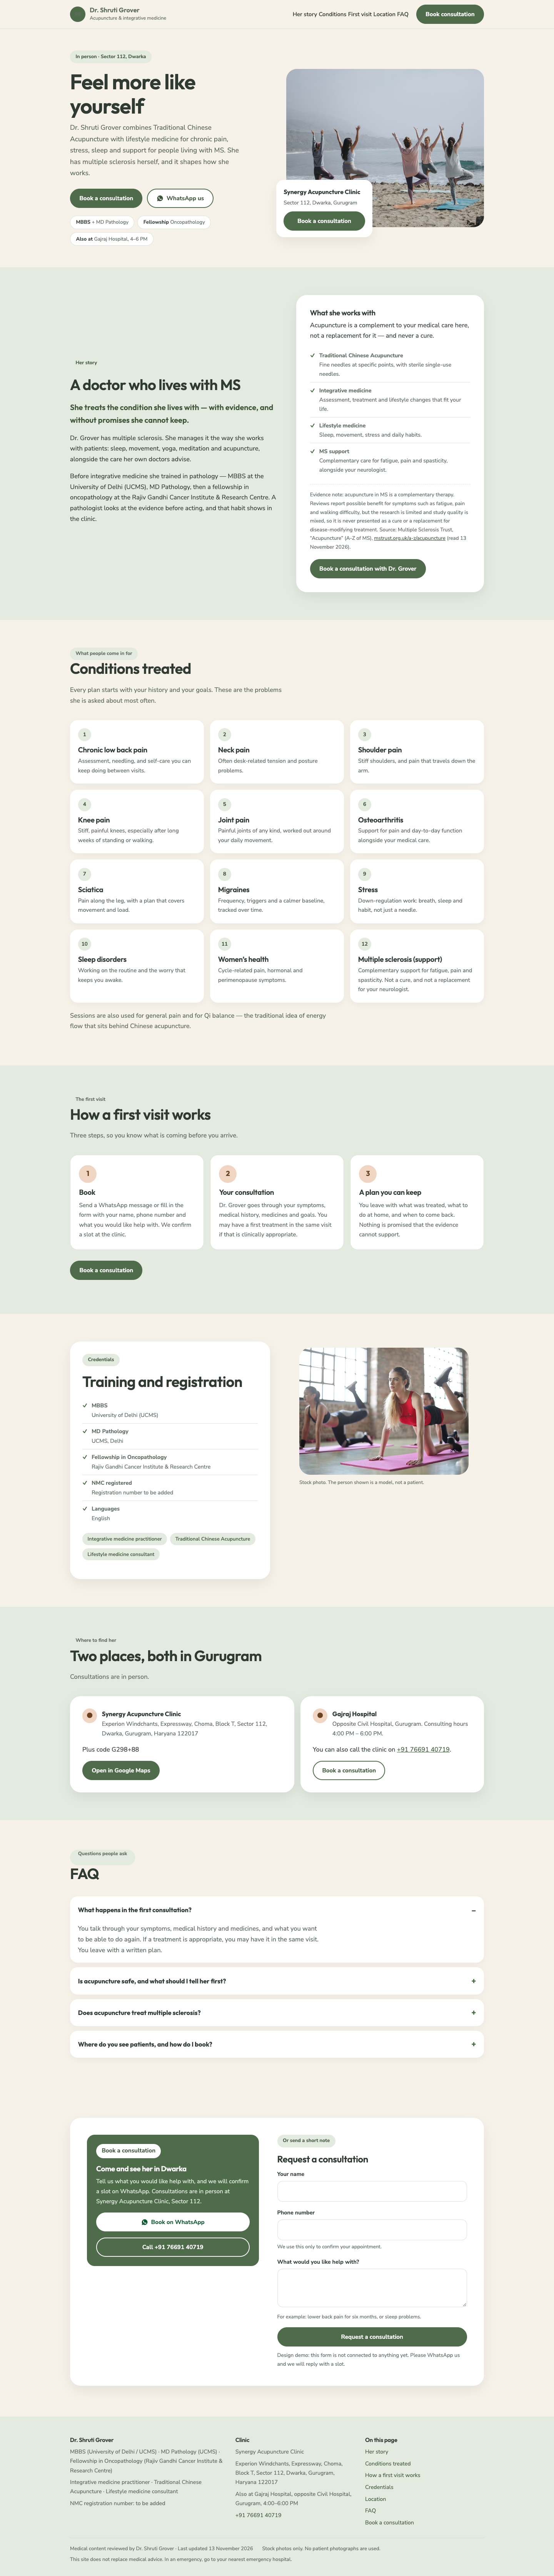 Dr. Shruti Grover
Acupuncture & integrative medicine
Her story Conditions First visit Location FAQ
Book consultation
In person · Sector 112, Dwarka
Feel more like
yourself
Dr. Shruti Grover combines Traditional Chinese
Acupuncture with lifestyle medicine for chronic pain,
stress, sleep and support for people living with MS. She
has multiple sclerosis herself, and it shapes how she
works.
Book a consultation
WhatsApp us
MBBS + MD Pathology
Fellowship Oncopathology
Also at Gajraj Hospital, 4–6 PM
Synergy Acupuncture Clinic
Sector 112, Dwarka, Gurugram
Book a consultation
Her story
A doctor who lives with MS
She treats the condition she lives with — with evidence, and
without promises she cannot keep.
Dr. Grover has multiple sclerosis. She manages it the way she works
with patients: sleep, movement, yoga, meditation and acupuncture,
alongside the care her own doctors advise.
Before integrative medicine she trained in pathology — MBBS at the
University of Delhi (UCMS), MD Pathology, then a fellowship in
oncopathology at the Rajiv Gandhi Cancer Institute & Research Centre. A
pathologist looks at the evidence before acting, and that habit shows in
the clinic.
What she works with
Acupuncture is a complement to your medical care here,
not a replacement for it — and never a cure.
Traditional Chinese Acupuncture
Fine needles at specific points, with sterile single-use
needles.
Integrative medicine
Assessment, treatment and lifestyle changes that fit your
life.
Lifestyle medicine
Sleep, movement, stress and daily habits.
MS support
Complementary care for fatigue, pain and spasticity,
alongside your neurologist.
Evidence note: acupuncture in MS is a complementary therapy.
Reviews report possible benefit for symptoms such as fatigue, pain
and walking difficulty, but the research is limited and study quality is
mixed, so it is never presented as a cure or a replacement for
disease-modifying treatment. Source: Multiple Sclerosis Trust,
"Acupuncture" (A-Z of MS), mstrust.org.uk/a-z/acupuncture (read 13
November 2026).
Book a consultation with Dr. Grover
What people come in for
Conditions treated
Every plan starts with your history and your goals. These are the problems
she is asked about most often.
1
Chronic low back pain
Assessment, needling, and self-care you can
keep doing between visits.
2
Neck pain
Often desk-related tension and posture
problems.
3
Shoulder pain
Stiff shoulders, and pain that travels down the
arm.
4
Knee pain
Stiff, painful knees, especially after long
weeks of standing or walking.
5
Joint pain
Painful joints of any kind, worked out around
your daily movement.
6
Osteoarthritis
Support for pain and day-to-day function
alongside your medical care.
7
Sciatica
Pain along the leg, with a plan that covers
movement and load.
8
Migraines
Frequency, triggers and a calmer baseline,
tracked over time.
9
Stress
Down-regulation work: breath, sleep and
habit, not just a needle.
10
Sleep disorders
Working on the routine and the worry that
keeps you awake.
11
Women's health
Cycle-related pain, hormonal and
perimenopause symptoms.
12
Multiple sclerosis (support)
Complementary support for fatigue, pain and
spasticity. Not a cure, and not a replacement
for your neurologist.
Sessions are also used for general pain and for Qi balance — the traditional idea of energy
flow that sits behind Chinese acupuncture.
The first visit
How a first visit works
Three steps, so you know what is coming before you arrive.
1
Book
Send a WhatsApp message or fill in the
form with your name, phone number and
what you would like help with. We confirm
a slot at the clinic.
2
Your consultation
Dr. Grover goes through your symptoms,
medical history, medicines and goals. You
may have a first treatment in the same visit
if that is clinically appropriate.
3
A plan you can keep
You leave with what was treated, what to
do at home, and when to come back.
Nothing is promised that the evidence
cannot support.
Book a consultation
Credentials
Training and registration
MBBS
University of Delhi (UCMS)
MD Pathology
UCMS, Delhi
Fellowship in Oncopathology
Rajiv Gandhi Cancer Institute & Research Centre
NMC registered
Registration number to be added
Languages
English
Integrative medicine practitioner
Traditional Chinese Acupuncture
Lifestyle medicine consultant
Stock photo. The person shown is a model, not a patient.
Where to find her
Two places, both in Gurugram
Consultations are in person.
Synergy Acupuncture Clinic
Experion Windchants, Expressway, Choma, Block T, Sector 112,
Dwarka, Gurugram, Haryana 122017
Plus code G298+88
Open in Google Maps
Gajraj Hospital
Opposite Civil Hospital, Gurugram. Consulting hours
4:00 PM – 6:00 PM.
You can also call the clinic on +91 76691 40719.
Book a consultation
Questions people ask
FAQ
What happens in the first consultation?
–
You talk through your symptoms, medical history and medicines, and what you want
to be able to do again. If a treatment is appropriate, you may have it in the same visit.
You leave with a written plan.
Is acupuncture safe, and what should I tell her first?
+
Does acupuncture treat multiple sclerosis?
+
Where do you see patients, and how do I book?
+
Book a consultation
Come and see her in Dwarka
Tell us what you would like help with, and we will confirm
a slot on WhatsApp. Consultations are in person at
Synergy Acupuncture Clinic, Sector 112.
Book on WhatsApp
Call +91 76691 40719
Or send a short note
Request a consultation
Your name
Phone number
We use this only to confirm your appointment.
What would you like help with?
For example: lower back pain for six months, or sleep problems.
Request a consultation
Design demo: this form is not connected to anything yet. Please WhatsApp us
and we will reply with a slot.
Dr. Shruti Grover
MBBS (University of Delhi / UCMS) · MD Pathology (UCMS) ·
Fellowship in Oncopathology (Rajiv Gandhi Cancer Institute &
Research Centre)
Integrative medicine practitioner · Traditional Chinese
Acupuncture · Lifestyle medicine consultant
NMC registration number: to be added
Clinic
Synergy Acupuncture Clinic
Experion Windchants, Expressway, Choma,
Block T, Sector 112, Dwarka, Gurugram,
Haryana 122017
Also at Gajraj Hospital, opposite Civil Hospital,
Gurugram, 4:00–6:00 PM
+91 76691 40719
On this page
Her story
Conditions treated
How a first visit works
Credentials
Location
FAQ
Book a consultation
Medical content reviewed by Dr. Shruti Grover · Last updated 13 November 2026
Stock photos only. No patient photographs are used.
This site does not replace medical advice. In an emergency, go to your nearest emergency hospital.